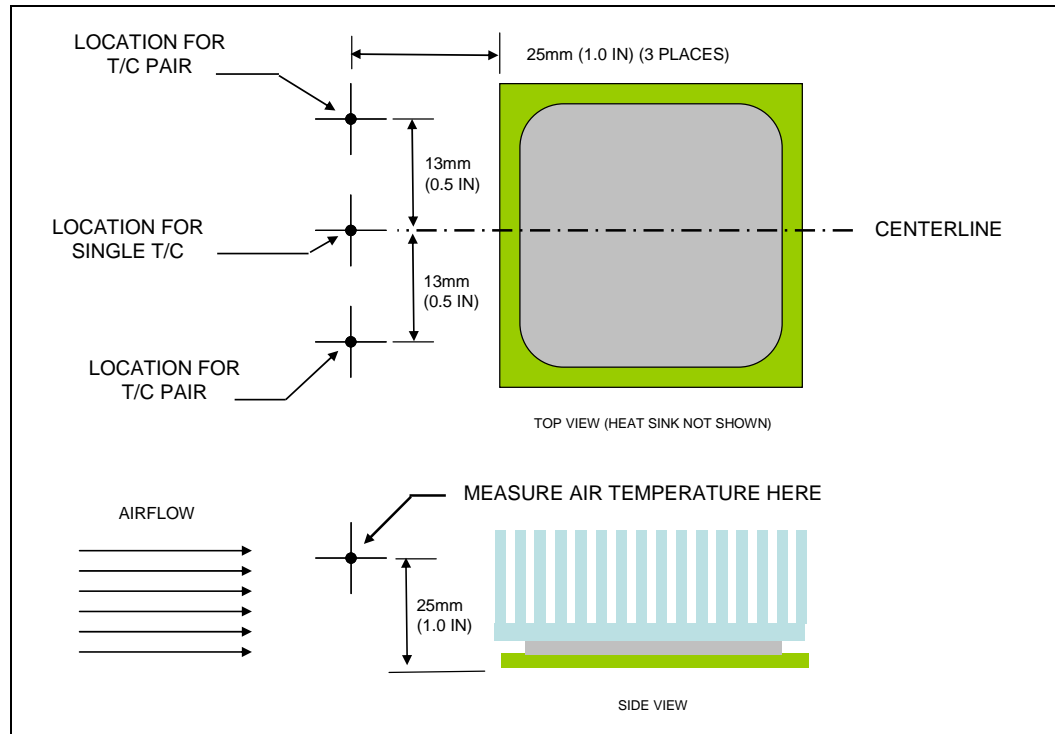 LOCATION FOR
T/C PAIR
25mm (1.0 IN) (3 PLACES)
13mm
(0.5 IN)
LOCATION FOR
SINGLE T/C
CENTERLINE
13mm
(0.5 IN)
LOCATION FOR
T/C PAIR
TOP VIEW (HEAT SINK NOT SHOWN)
MEASURE AIR TEMPERATURE HERE
AIRFLOW
25mm
(1.0 IN)
SIDE VIEW